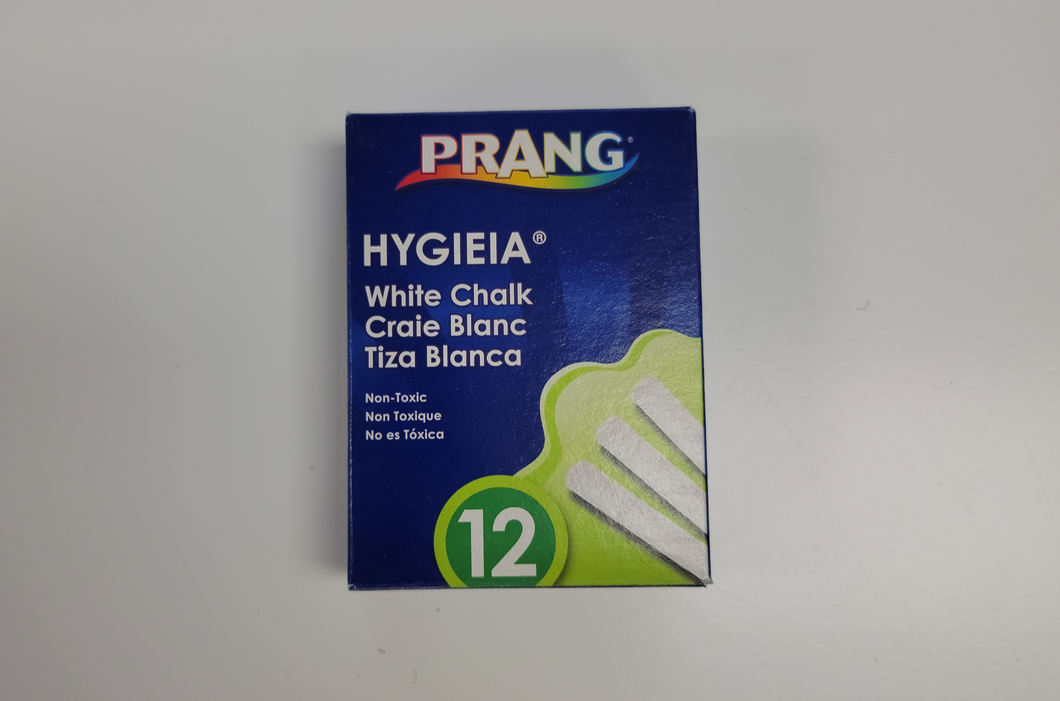 PRANG®
HYGIEIA®
White Chalk
Craie Blanc
Tiza Blanca
Non-Toxic
Non Toxique
No es Tóxica
12